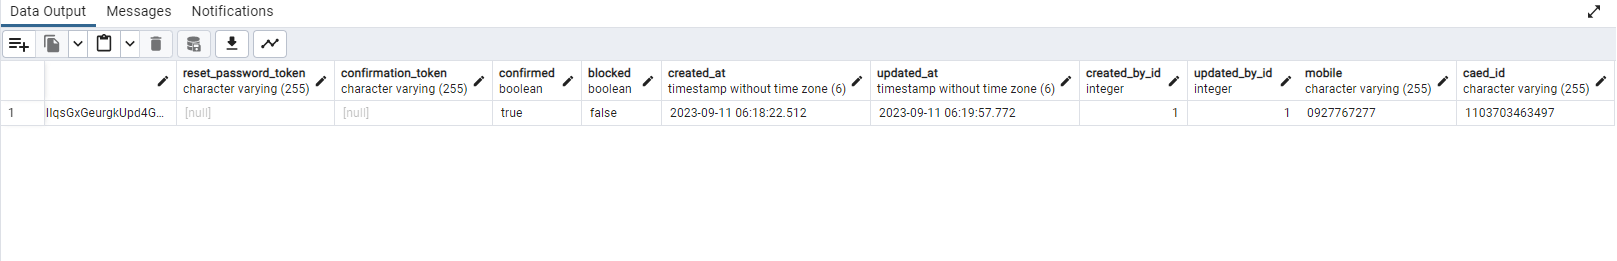 Data Output Messages Notifications
reset_password_token confirmation_token confirmed blocked created_at updated_at created_by_id updated_by_id mobile caed_id
character varying (255) character varying (255) boolean boolean timestamp without time zone (6) timestamp without time zone (6) integer integer character varying (255) character varying (255)
1 IlqsGxGeurgkUpd4G... [null] [null] true false 2023-09-11 06:18:22.512 2023-09-11 06:19:57.772 1 1 0927767277 1103703463497